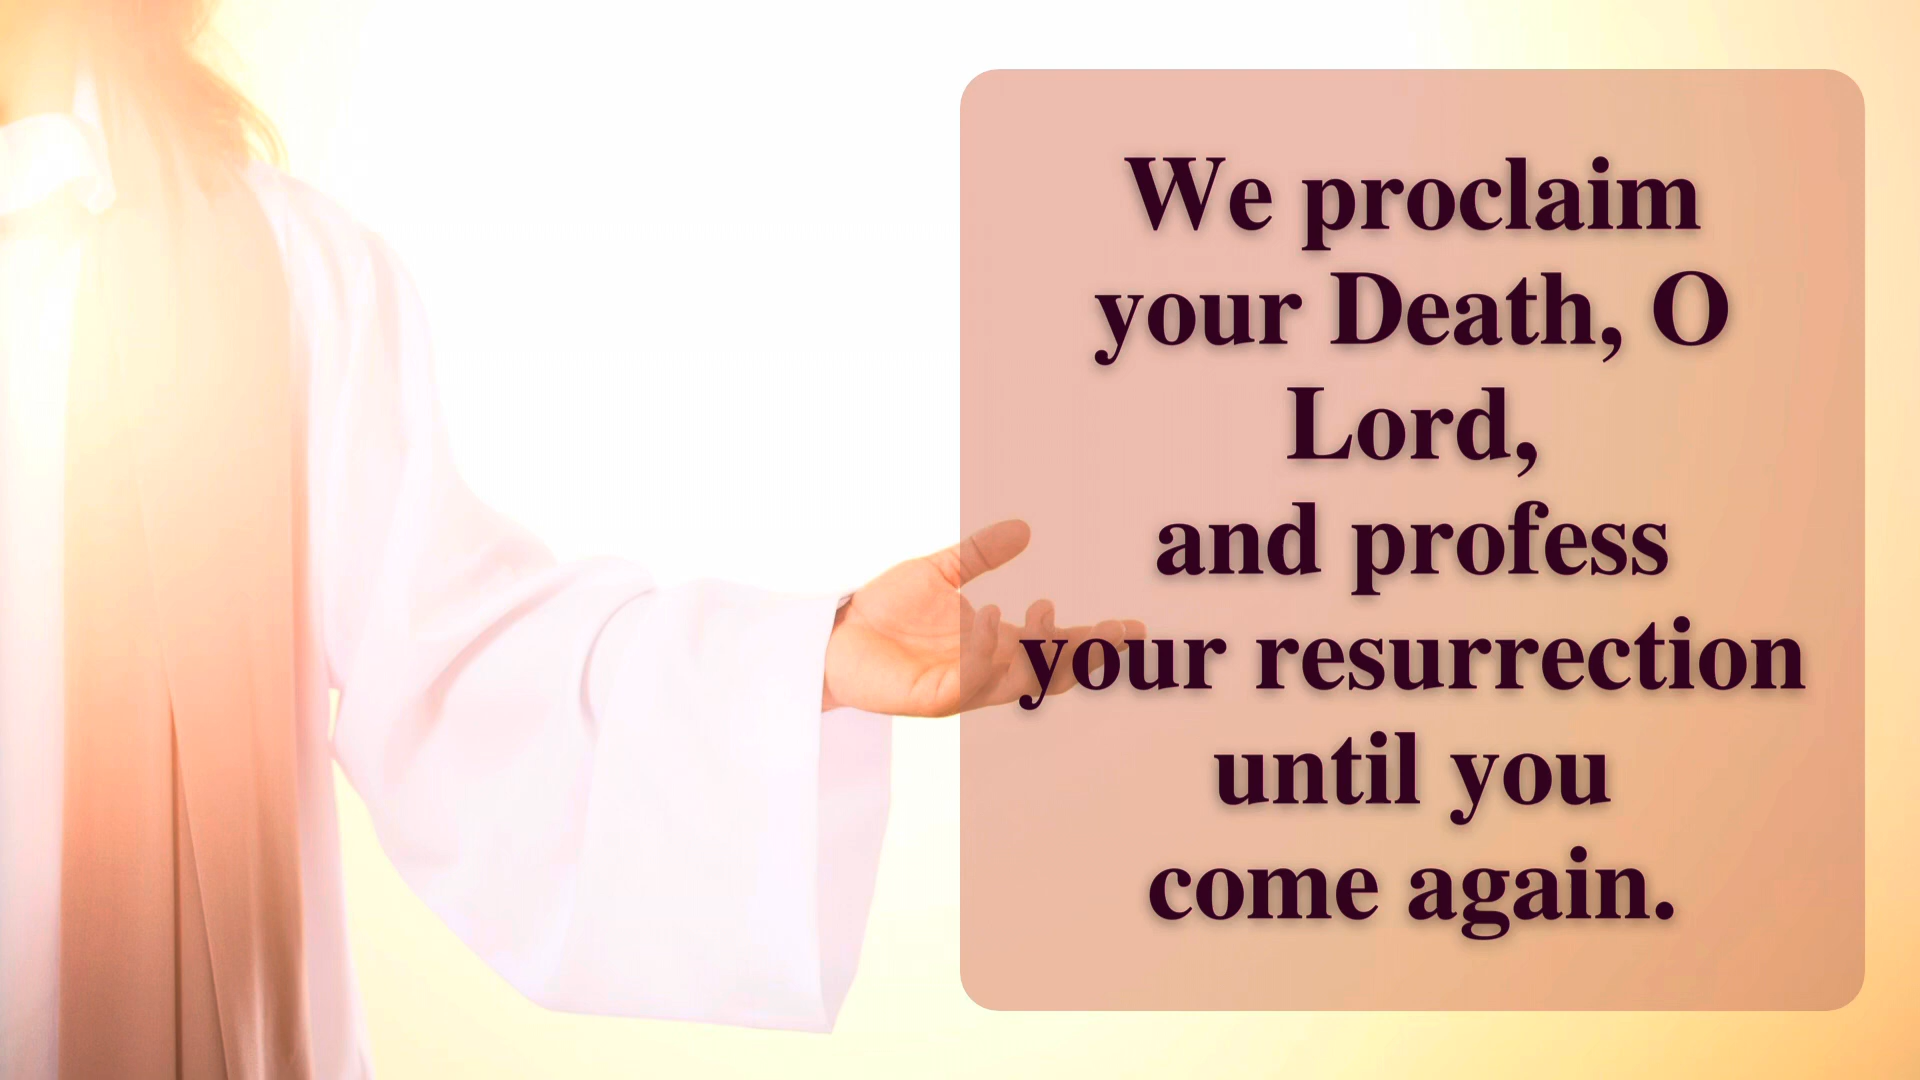 We proclaim
your Death, O
Lord,
and profess
your resurrection
until you
come again.